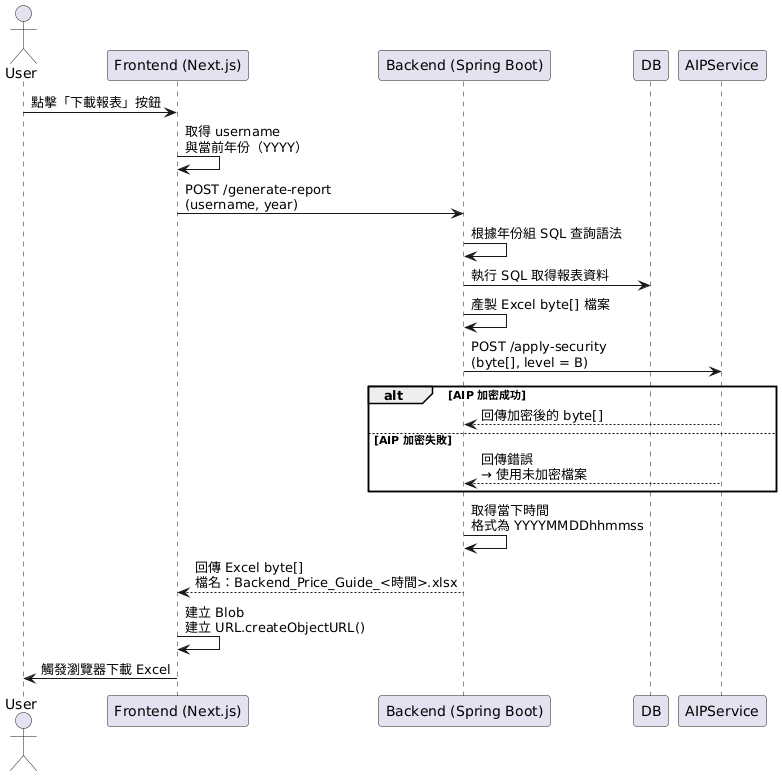 User
Frontend (Next.js)
Backend (Spring Boot)
DB
AIPService
點擊「下載報表」按鈕
取得 username
與當前年份（YYYY）
POST /generate-report
(username, year)
根據年份組 SQL 查詢語法
執行 SQL 取得報表資料
產製 Excel byte[] 檔案
POST /apply-security
(byte[], level = B)
alt
[AIP 加密成功]
回傳加密後的 byte[]
[AIP 加密失敗]
回傳錯誤
→ 使用未加密檔案
取得當下時間
格式為 YYYYMMDDhhmmss
回傳 Excel byte[]
檔名：Backend_Price_Guide_<時間>.xlsx
建立 Blob
建立 URL.createObjectURL()
觸發瀏覽器下載 Excel
User
Frontend (Next.js)
Backend (Spring Boot)
DB
AIPService